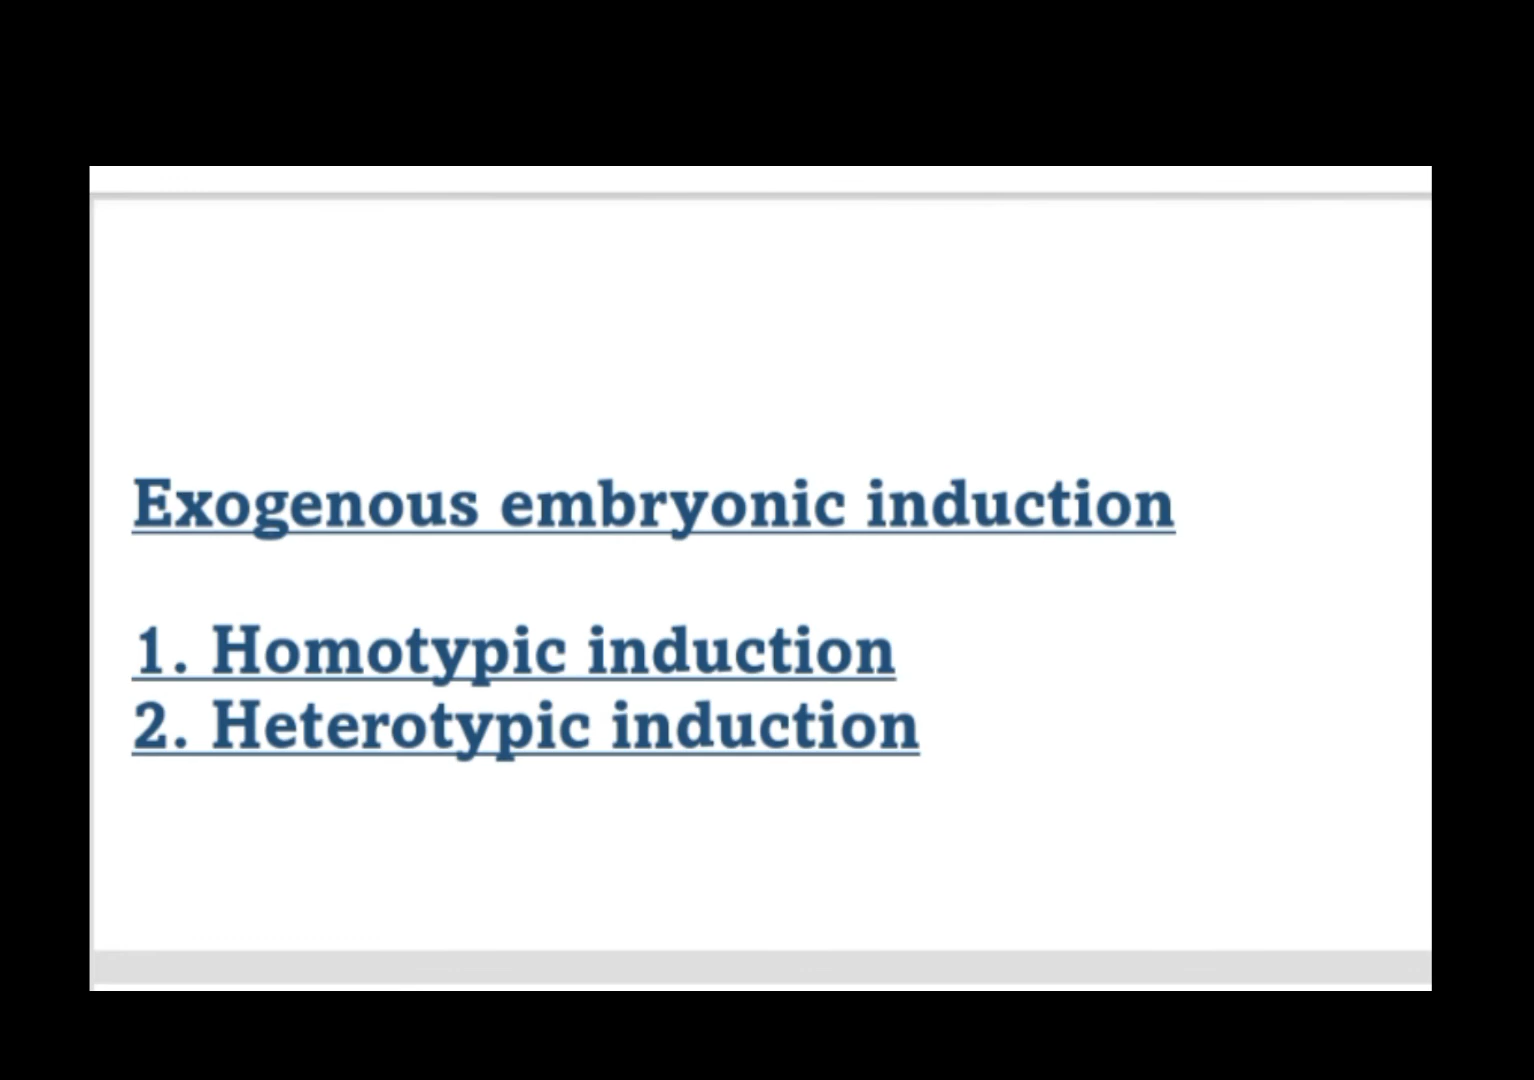 Exogenous embryonic induction
1. Homotypic induction
2. Heterotypic induction